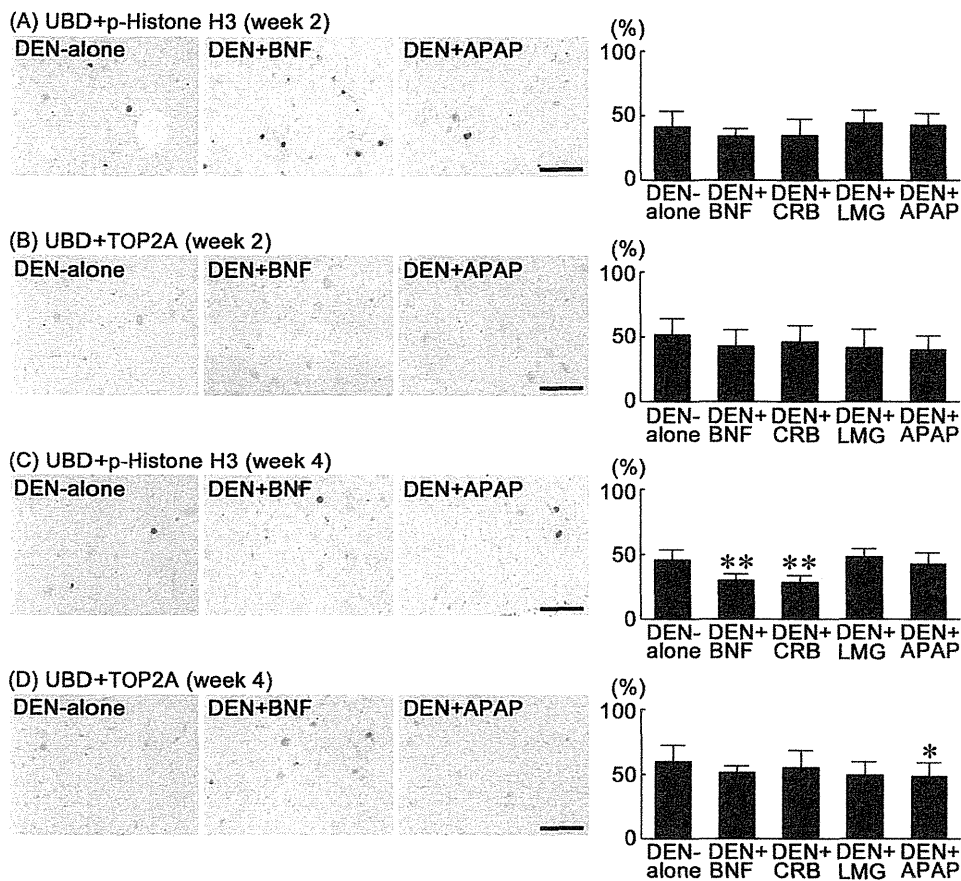 (A) UBD+p-Histone H3 (week 2)
DEN-alone DEN+BNF DEN+APAP
(%)
100
50
0
DEN-alone DEN+BNF DEN+CRB DEN+LMG DEN+APAP
(B) UBD+TOP2A (week 2)
DEN-alone DEN+BNF DEN+APAP
(%)
100
50
0
DEN-alone DEN+BNF DEN+CRB DEN+LMG DEN+APAP
(C) UBD+p-Histone H3 (week 4)
DEN-alone DEN+BNF DEN+APAP
(%)
100
50
0
** **
DEN-alone DEN+BNF DEN+CRB DEN+LMG DEN+APAP
(D) UBD+TOP2A (week 4)
DEN-alone DEN+BNF DEN+APAP
(%)
100
50
0
*
DEN-alone DEN+BNF DEN+CRB DEN+LMG DEN+APAP